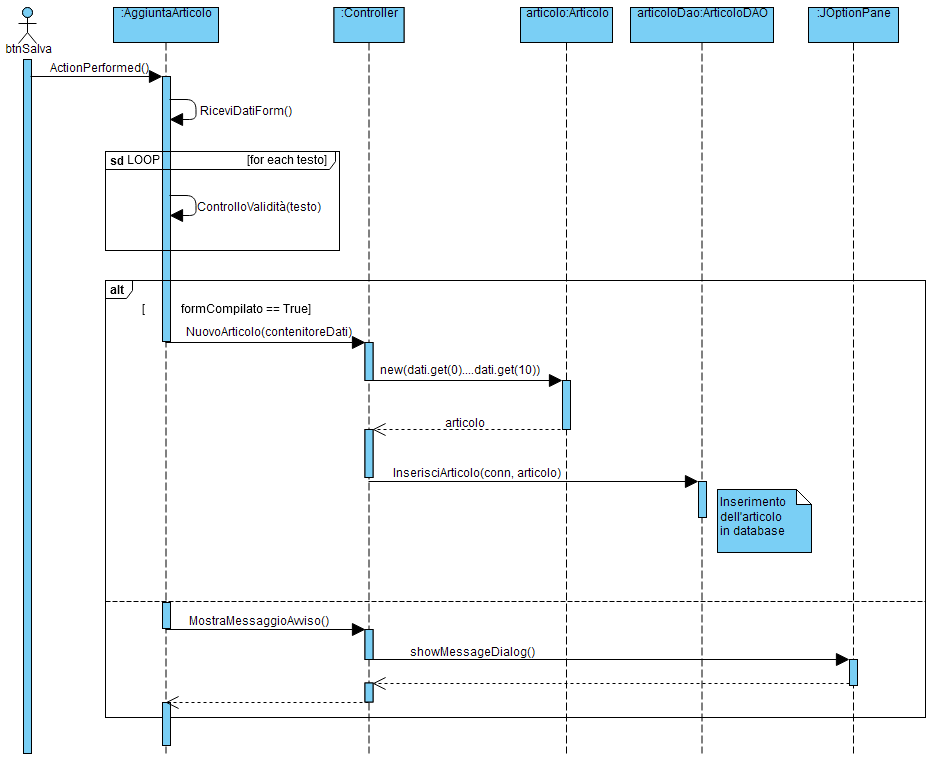 :AggiuntaArticolo
:Controller
articolo:Articolo
articoloDao:ArticoloDAO
:JOptionPane
btnSalva
ActionPerformed()
RiceviDatiForm()
sd LOOP
[for each testo]
ControlloValidità(testo)
alt
[ formCompilato == True]
NuovoArticolo(contenitoreDati)
new(dati.get(0)....dati.get(10))
articolo
InserisciArticolo(conn, articolo)
Inserimento
dell'articolo
in database
MostraMessaggioAvviso()
showMessageDialog()